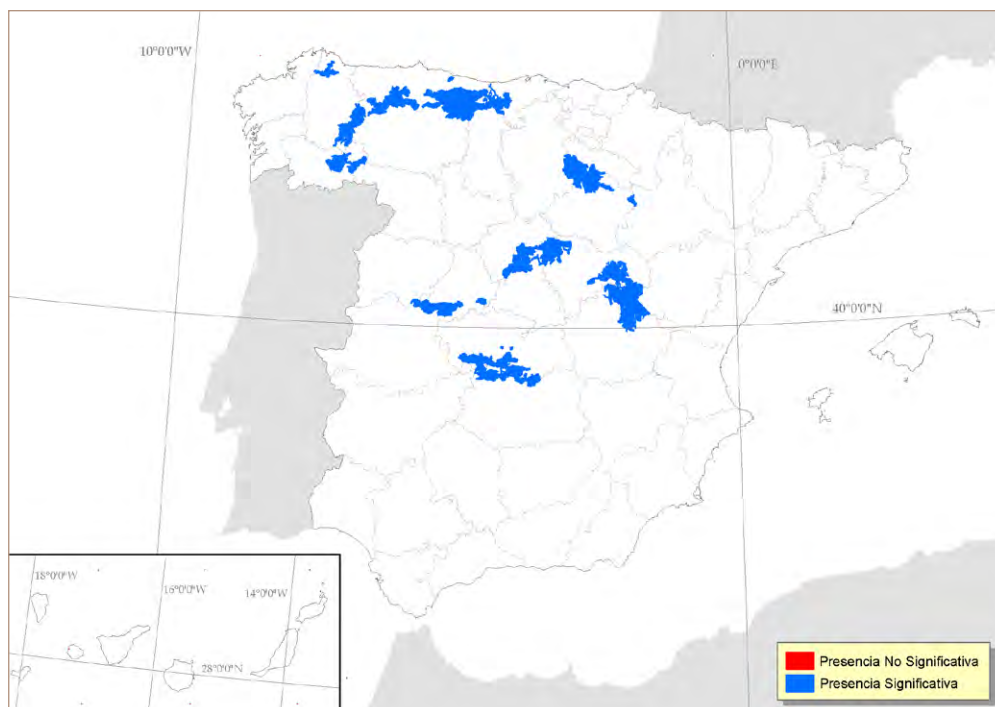 10°0'0"W
0°0'0"E
40°0'0"N
18°0'0"W
16°0'0"W
14°0'0"W
28°0'0"N
Presencia No Significativa
Presencia Significativa